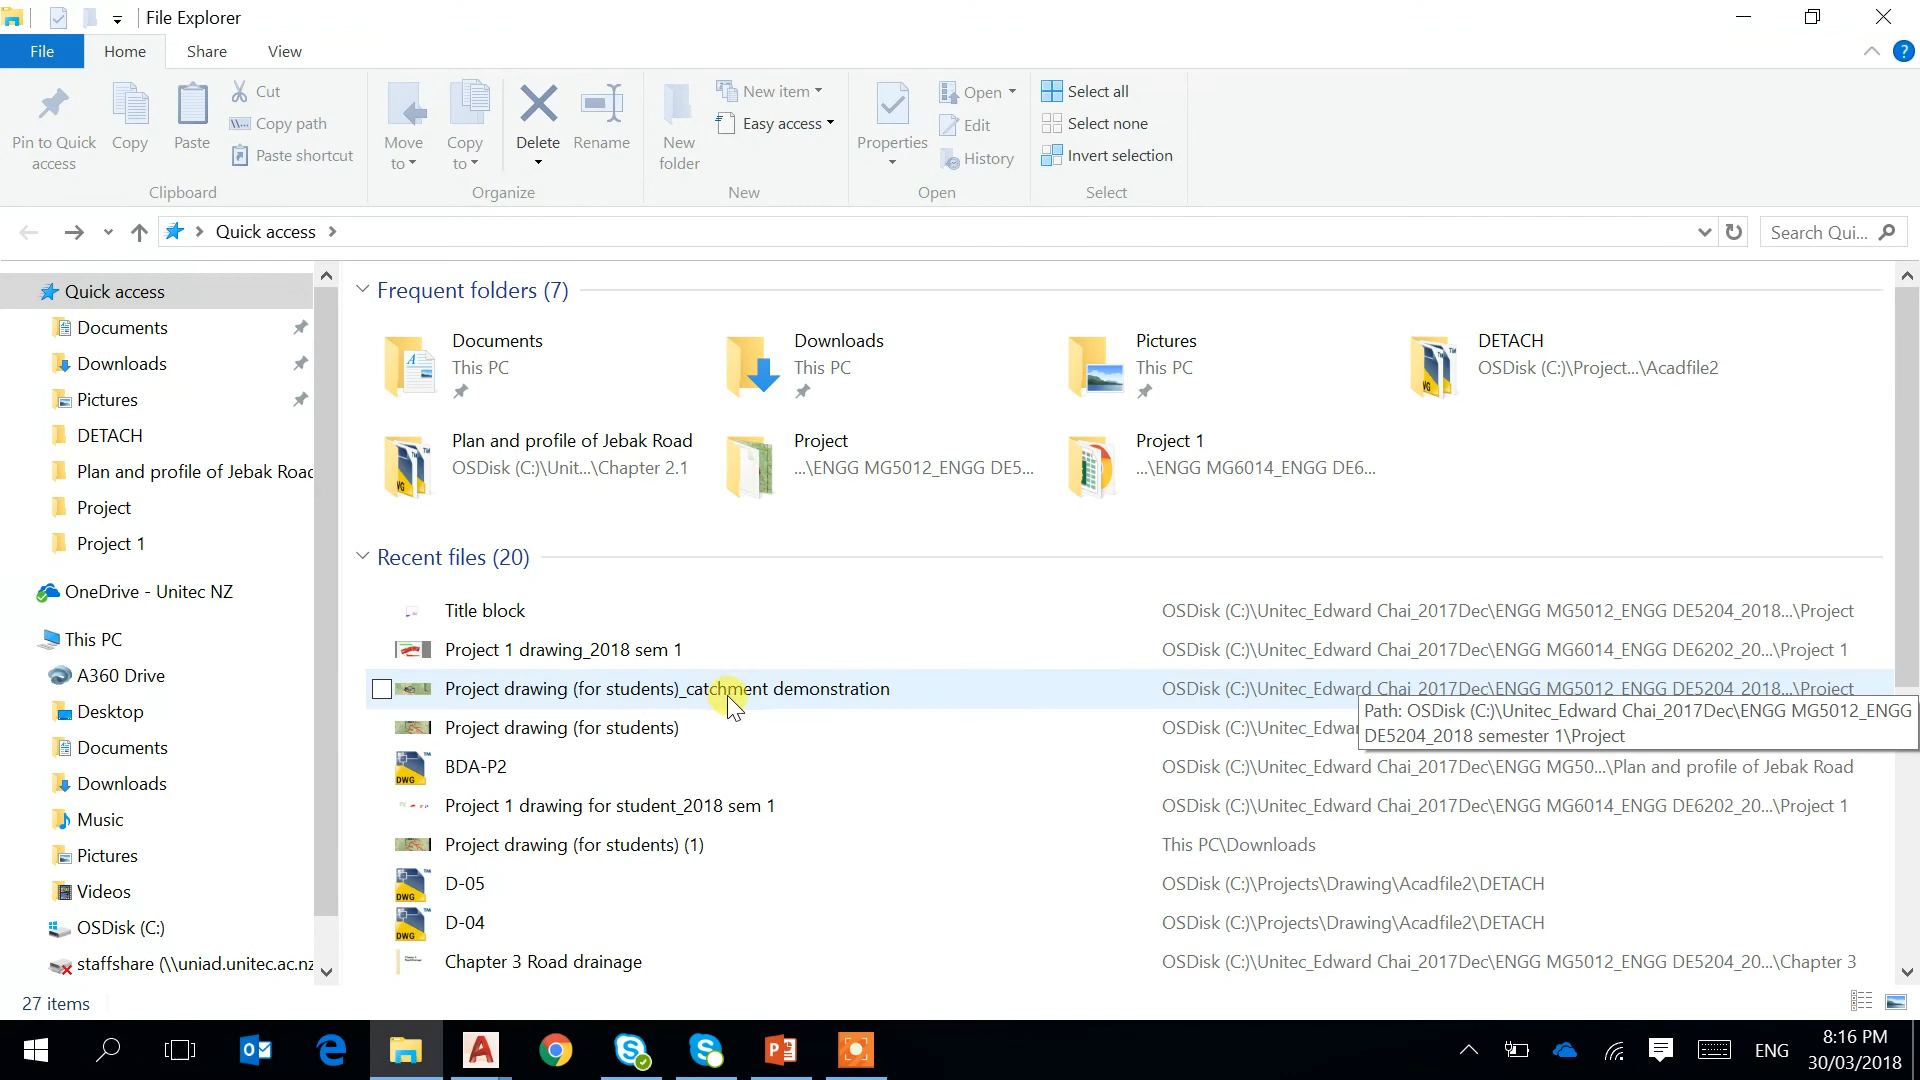 File Explorer
File Home Share View
Pin to Quick access
Copy
Paste
Cut
Copy path
Paste shortcut
Clipboard
Move to
Copy to
Delete
Rename
Organize
New folder
New item
Easy access
New
Properties
Open
Edit
History
Open
Select all
Select none
Invert selection
Select
Quick access
Search Qui...
Quick access
Documents
Downloads
Pictures
DETACH
Plan and profile of Jebak Road
Project
Project 1
OneDrive - Unitec NZ
This PC
A360 Drive
Desktop
Documents
Downloads
Music
Pictures
Videos
OSDisk (C:)
staffshare (\\uniad.unitec.ac.nz
Frequent folders (7)
Documents
This PC
Downloads
This PC
Pictures
This PC
DETACH
OSDisk (C:)\Project...\Acadfile2
Plan and profile of Jebak Road
OSDisk (C:)\Unit...\Chapter 2.1
Project
...\ENGG MG5012_ENGG DE5...
Project 1
...\ENGG MG6014_ENGG DE6...
Recent files (20)
Title block OSDisk (C:)\Unitec_Edward Chai_2017Dec\ENGG MG5012_ENGG DE5204_2018...\Project
Project 1 drawing_2018 sem 1 OSDisk (C:)\Unitec_Edward Chai_2017Dec\ENGG MG6014_ENGG DE6202_20...\Project 1
Project drawing (for students)_catchment demonstration OSDisk (C:)\Unitec_Edward Chai_2017Dec\ENGG MG5012_ENGG DE5204_2018...\Project
Path: OSDisk (C:)\Unitec_Edward Chai_2017Dec\ENGG MG5012_ENGG
DE5204_2018 semester 1\Project
Project drawing (for students) OSDisk (C:)\Unitec_Edwa
BDA-P2 OSDisk (C:)\Unitec_Edward Chai_2017Dec\ENGG MG50...\Plan and profile of Jebak Road
Project 1 drawing for student_2018 sem 1 OSDisk (C:)\Unitec_Edward Chai_2017Dec\ENGG MG6014_ENGG DE6202_20...\Project 1
Project drawing (for students) (1) This PC\Downloads
D-05 OSDisk (C:)\Projects\Drawing\Acadfile2\DETACH
D-04 OSDisk (C:)\Projects\Drawing\Acadfile2\DETACH
Chapter 3 Road drainage OSDisk (C:)\Unitec_Edward Chai_2017Dec\ENGG MG5012_ENGG DE5204_20...\Chapter 3
27 items
ENG
8:16 PM
30/03/2018